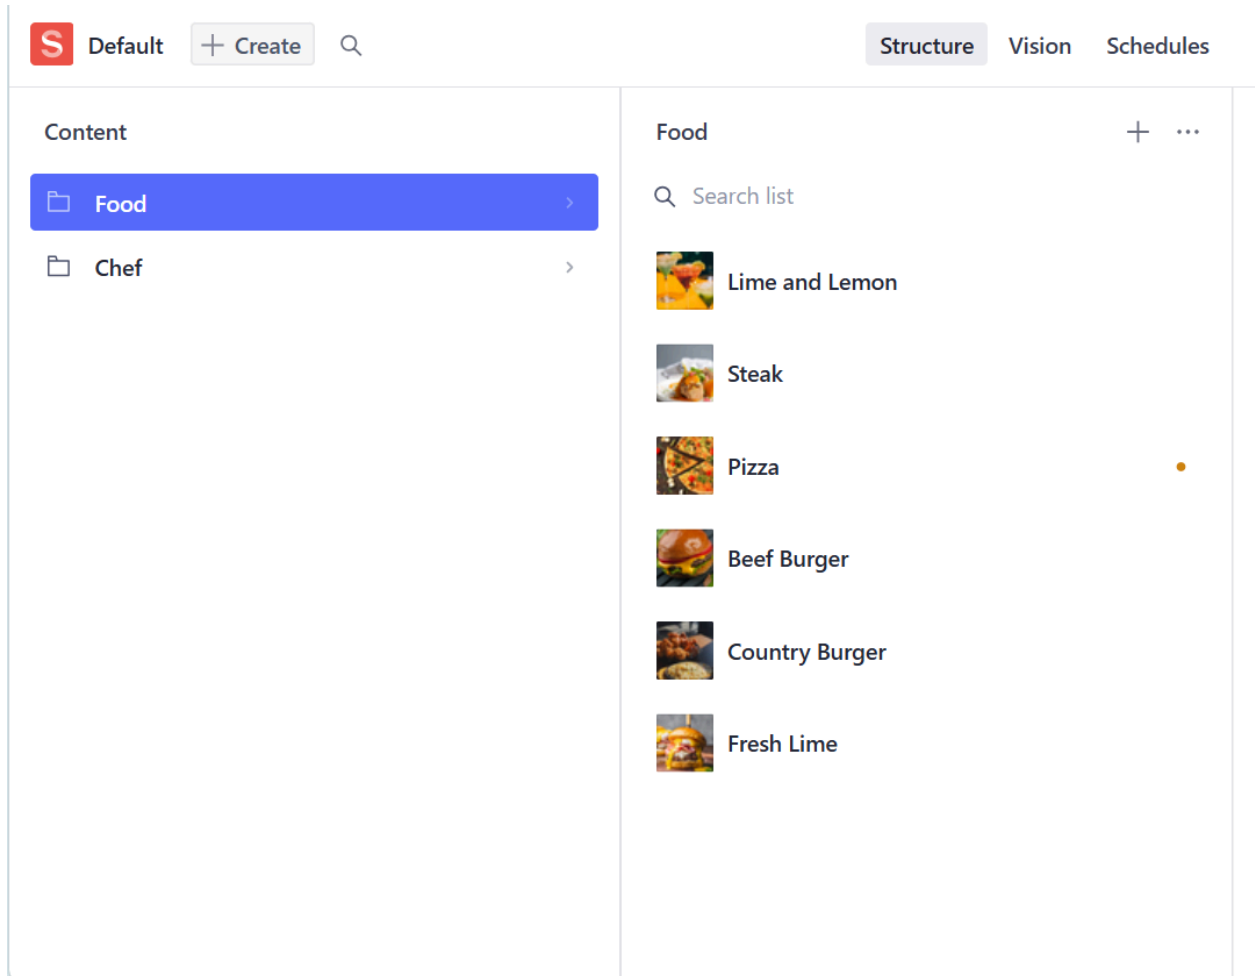 S Default + Create Structure Vision Schedules
Content
Food
Chef
Food
Search list
Lime and Lemon
Steak
Pizza
Beef Burger
Country Burger
Fresh Lime